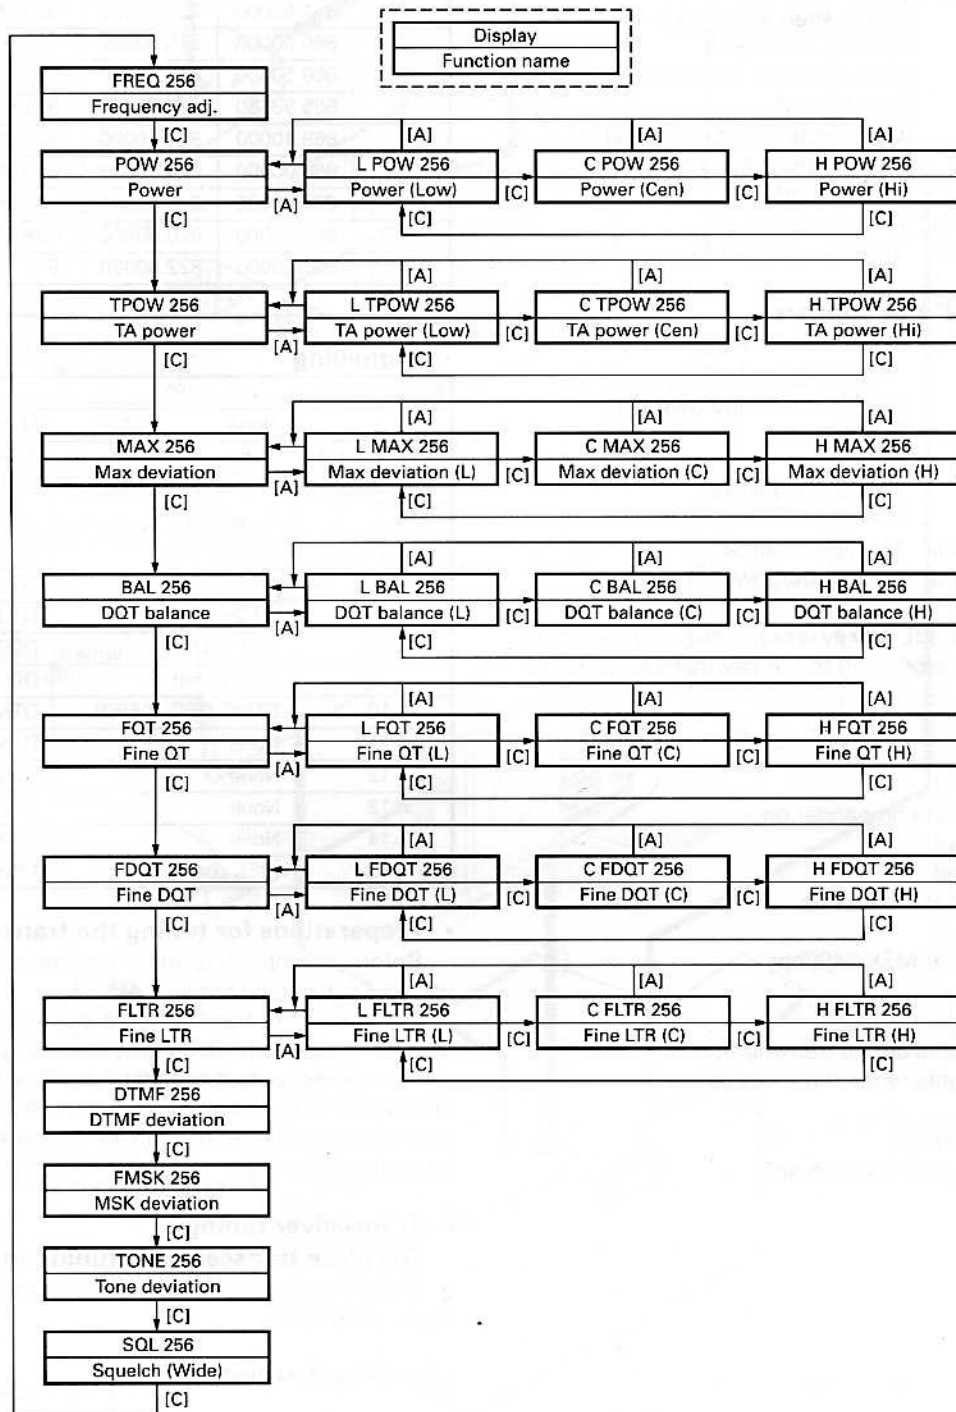 Display
Function name
FREQ 256
Frequency adj.
[C]
POW 256
Power
[C]
[A]
L POW 256
Power (Low)
[A]
[C]
[C]
C POW 256
Power (Cen)
[A]
[C]
H POW 256
Power (Hi)
[A]
[C]
TPOW 256
TA power
[C]
[A]
L TPOW 256
TA power (Low)
[A]
[C]
[C]
C TPOW 256
TA power (Cen)
[A]
[C]
H TPOW 256
TA power (Hi)
[A]
[C]
MAX 256
Max deviation
[C]
[A]
L MAX 256
Max deviation (L)
[A]
[C]
[C]
C MAX 256
Max deviation (C)
[A]
[C]
H MAX 256
Max deviation (H)
[A]
[C]
BAL 256
DQT balance
[C]
[A]
L BAL 256
DQT balance (L)
[A]
[C]
[C]
C BAL 256
DQT balance (C)
[A]
[C]
H BAL 256
DQT balance (H)
[A]
[C]
FQT 256
Fine QT
[C]
[A]
L FQT 256
Fine QT (L)
[A]
[C]
[C]
C FQT 256
Fine QT (C)
[A]
[C]
H FQT 256
Fine QT (H)
[A]
[C]
FDQT 256
Fine DQT
[C]
[A]
L FDQT 256
Fine DQT (L)
[A]
[C]
[C]
C FDQT 256
Fine DQT (C)
[A]
[C]
H FDQT 256
Fine DQT (H)
[A]
[C]
FLTR 256
Fine LTR
[A]
L FLTR 256
Fine LTR (L)
[A]
[C]
[C]
C FLTR 256
Fine LTR (C)
[A]
[C]
H FLTR 256
Fine LTR (H)
[A]
[C]
DTMF 256
DTMF deviation
[C]
FMSK 256
MSK deviation
[C]
TONE 256
Tone deviation
[C]
SQL 256
Squelch (Wide)
[C]